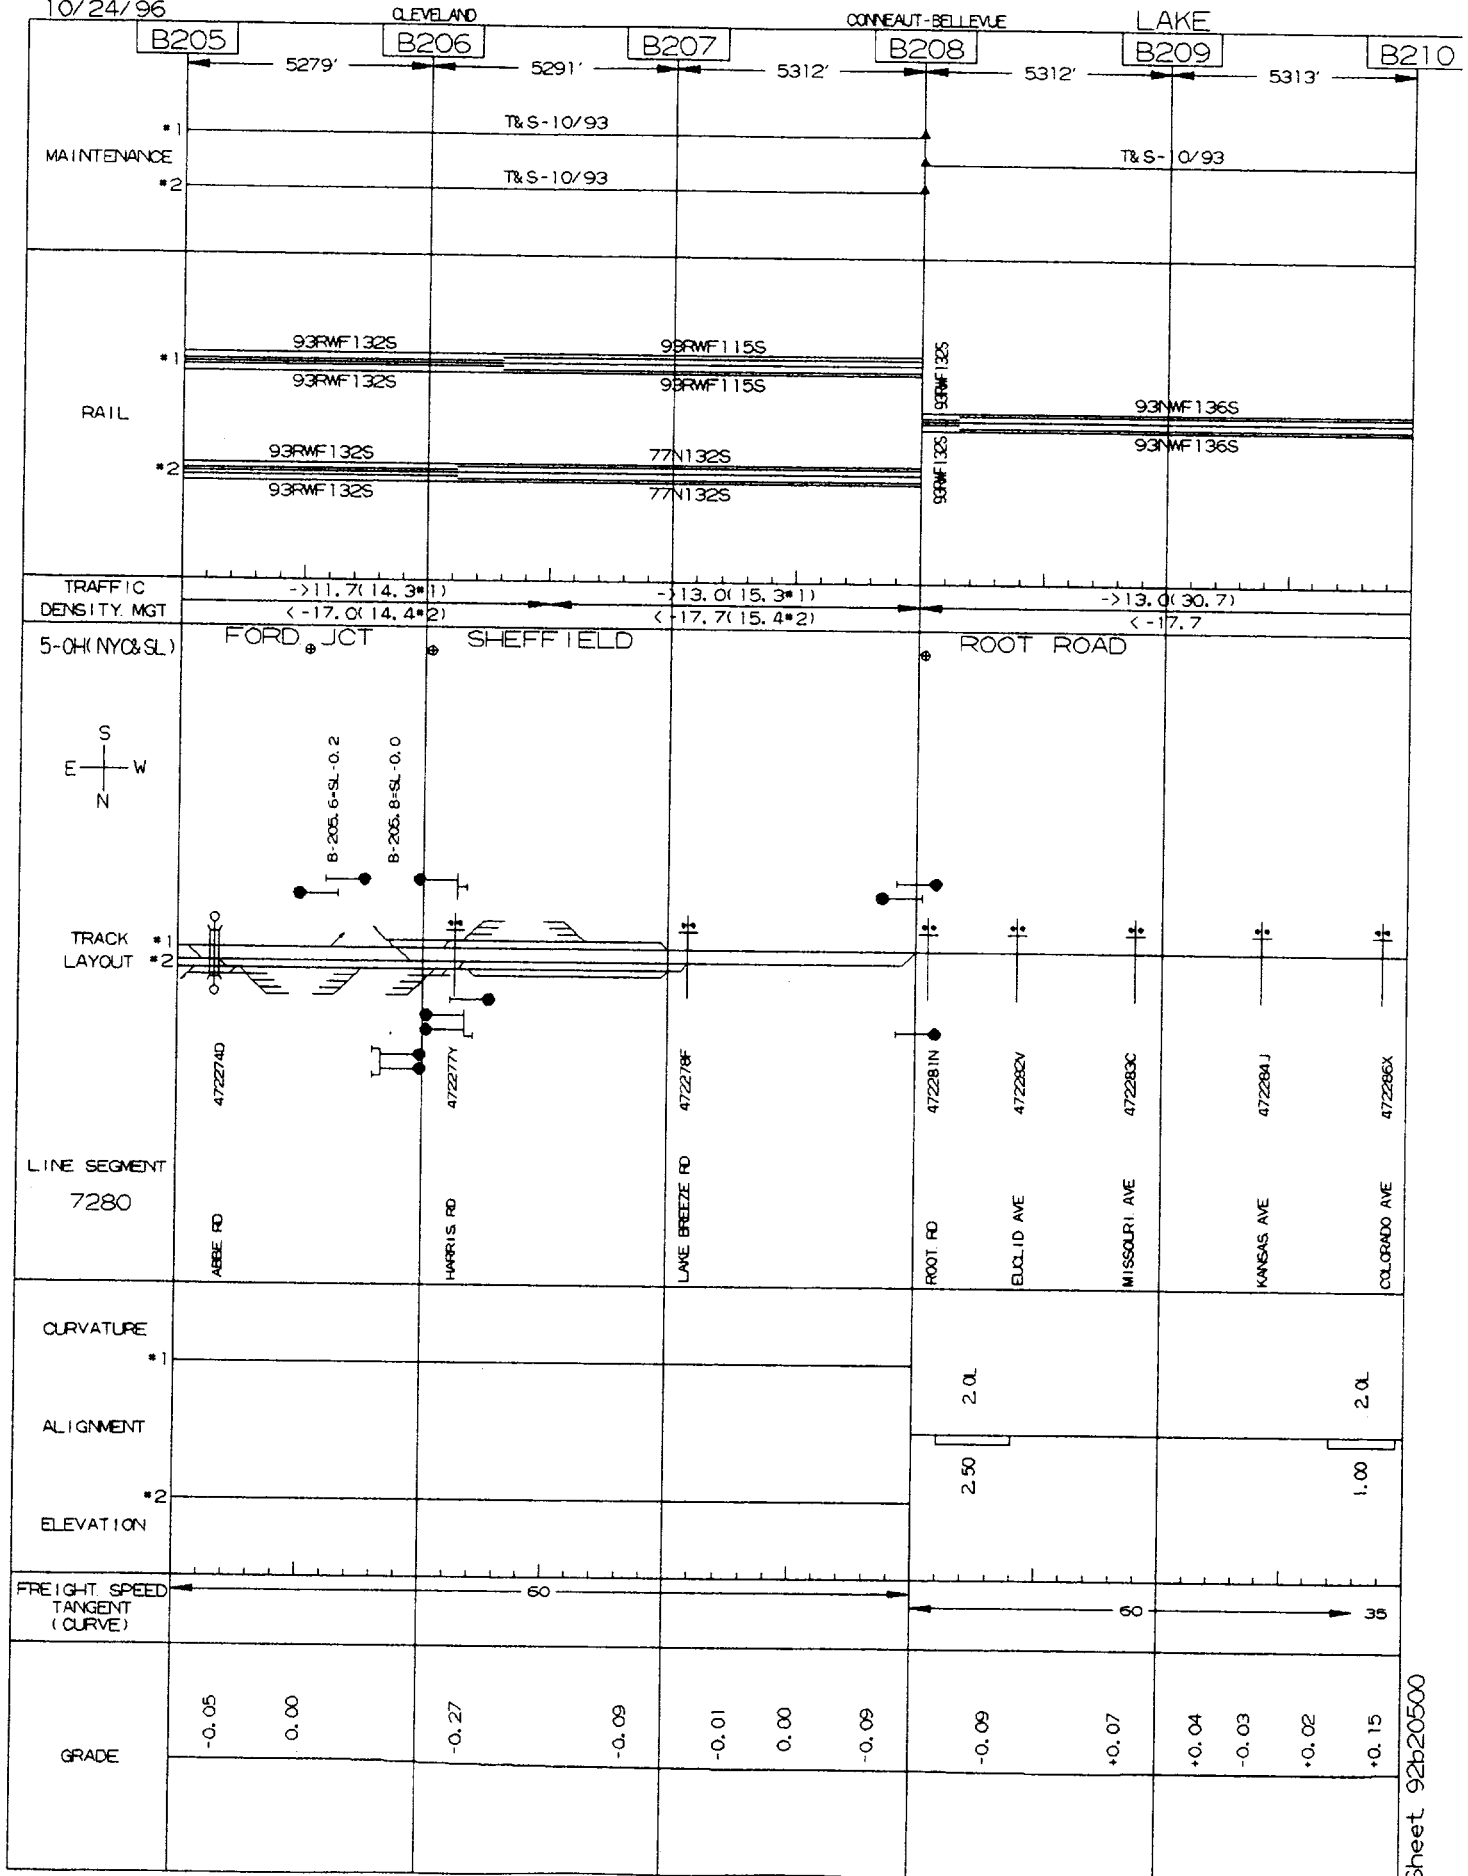 10/24/96
CLEVELAND
CONNEAUT-BELLEVUE
LAKE
B205 B206 B207 B208 B209 B210
5279' 5291' 5312' 5312' 5313'
MAINTENANCE
*1 T&S-10/93
T&S-10/93
*2 T&S-10/93
RAIL
*1
93RWF132S 93RWF115S
93RWF132S 93RWF115S
93RWF132S
93NWF136S
93NWF136S
*2
93RWF132S 77N132S
93RWF132S 77N132S
93RWF132S
TRAFFIC
DENSITY. MGT
->11.7(14.3*1) ->13.0(15.3*1) ->13.0(30.7)
<-17.0(14.4*2) <-17.7(15.4*2) <-17.7
5-OH(NYC&SL)
FORD JCT SHEFFIELD ROOT ROAD
S
E W
N
B-205.6=SL-0.2
B-205.8=SL-0.0
TRACK *1
LAYOUT *2
472274D
472277Y
472278F
472281N
472282V
472283C
472284J
472286X
LINE SEGMENT
7280
ABBE RD
HARRIS RD
LAKE BREEZE RD
ROOT RD
EUCLID AVE
MISSOURI AVE
KANSAS AVE
COLORADO AVE
CURVATURE
*1
ALIGNMENT
*2
ELEVATION
2.0L
2.50
2.0L
1.00
FREIGHT SPEED
TANGENT
(CURVE)
60
60 35
GRADE
-0.05
0.00
-0.27
-0.09
-0.01
0.00
-0.09
-0.09
+0.07
+0.04
-0.03
+0.02
+0.15
Sheet 92b20500